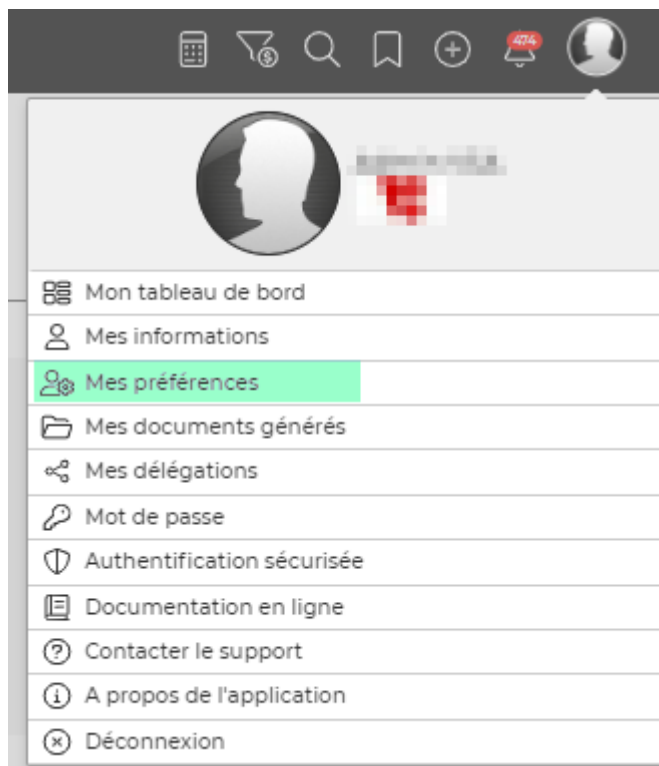 474
Mon tableau de bord
Mes informations
Mes préférences
Mes documents générés
Mes délégations
Mot de passe
Authentification sécurisée
Documentation en ligne
Contacter le support
A propos de l'application
Déconnexion